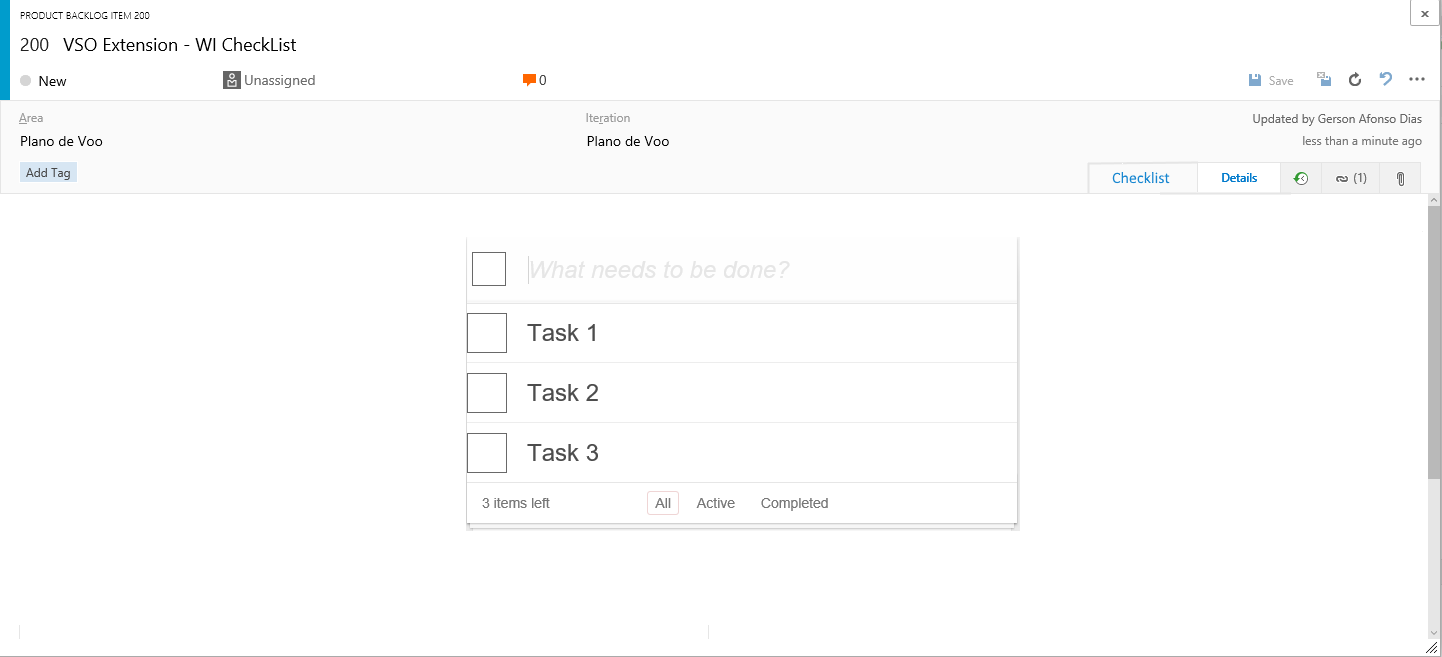 PRODUCT BACKLOG ITEM 200
200 VSO Extension - WI CheckList
New Unassigned 0 Save
Area Iteration Updated by Gerson Afonso Dias
Plano de Voo Plano de Voo less than a minute ago
Add Tag Checklist Details (1)
What needs to be done?
Task 1
Task 2
Task 3
3 items left All Active Completed